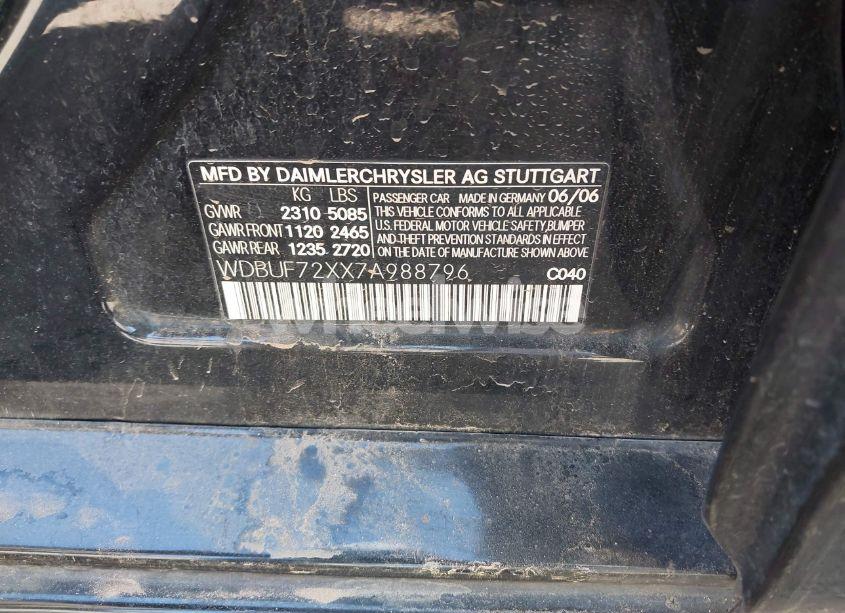 MFD BY DAIMLERCHRYSLER AG STUTTGART
KG LBS
GVWR 2310 5085
GAWR FRONT 1120 2465
GAWR REAR 1235 2720
PASSENGER CAR MADE IN GERMANY 06/06
THIS VEHICLE CONFORMS TO ALL APPLICABLE
U.S. FEDERAL MOTOR VEHICLE SAFETY, BUMPER
AND THEFT PREVENTION STANDARDS IN EFFECT
ON THE DATE OF MANUFACTURE SHOWN ABOVE
WDBUF72XX7A988796 C040